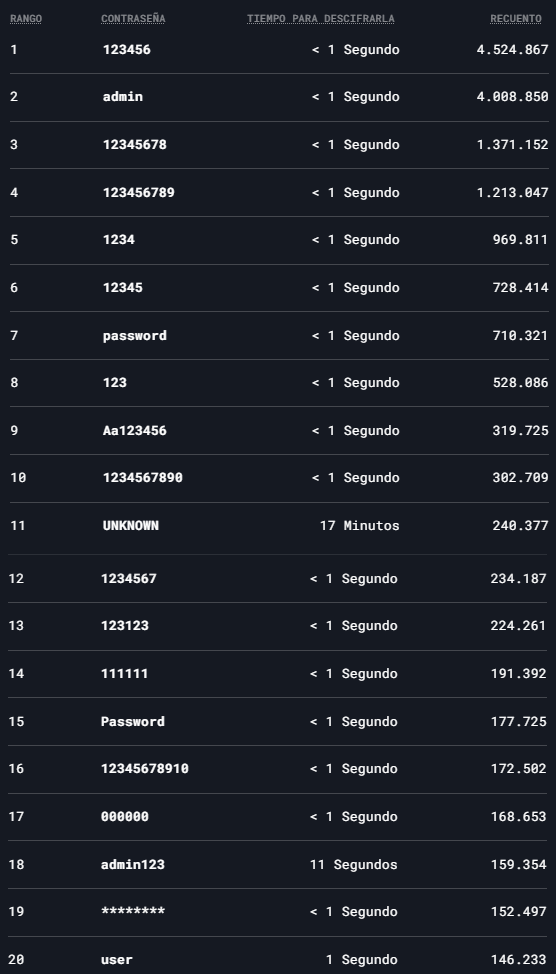 RANGO CONTRASEÑA TIEMPO PARA DESCIFRARLA RECUENTO
1 123456 < 1 Segundo 4.524.867
2 admin < 1 Segundo 4.008.850
3 12345678 < 1 Segundo 1.371.152
4 123456789 < 1 Segundo 1.213.047
5 1234 < 1 Segundo 969.811
6 12345 < 1 Segundo 728.414
7 password < 1 Segundo 710.321
8 123 < 1 Segundo 528.086
9 Aa123456 < 1 Segundo 319.725
10 1234567890 < 1 Segundo 302.709
11 UNKNOWN 17 Minutos 240.377
12 1234567 < 1 Segundo 234.187
13 123123 < 1 Segundo 224.261
14 111111 < 1 Segundo 191.392
15 Password < 1 Segundo 177.725
16 12345678910 < 1 Segundo 172.502
17 000000 < 1 Segundo 168.653
18 admin123 11 Segundos 159.354
19 ******** < 1 Segundo 152.497
20 user 1 Segundo 146.233